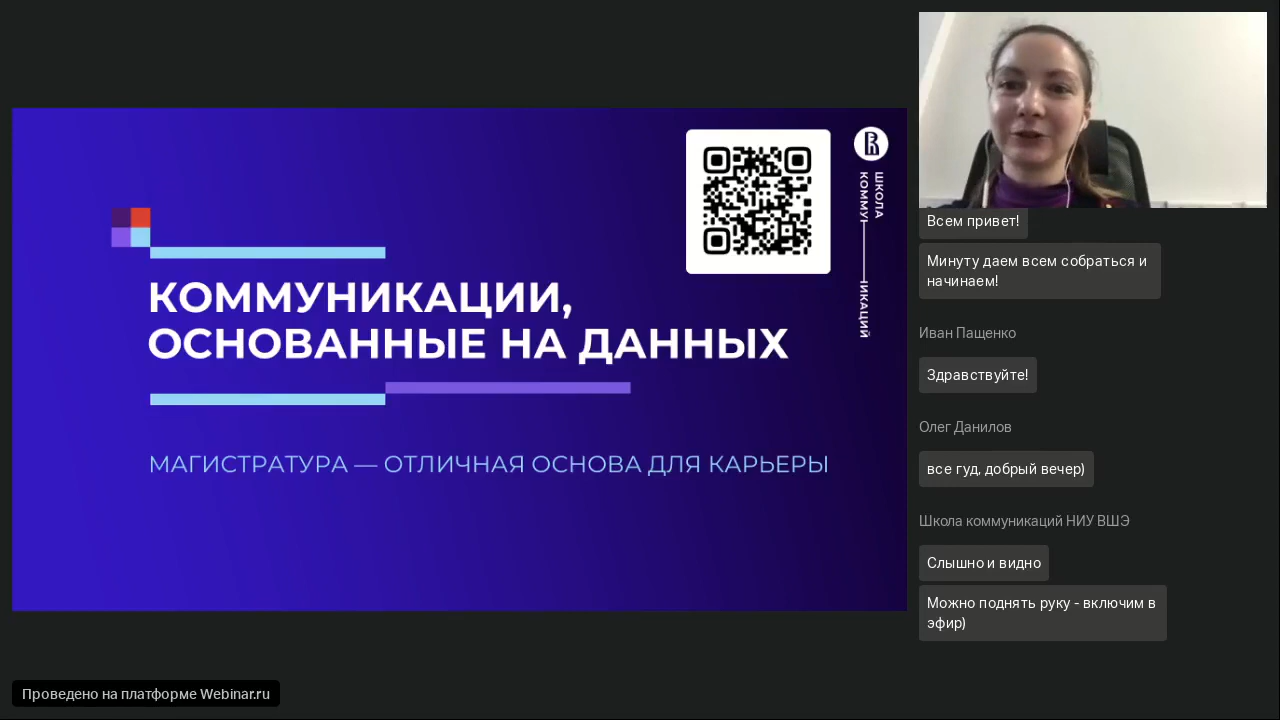 КОММУНИКАЦИИ,
ОСНОВАННЫЕ НА ДАННЫХ
МАГИСТРАТУРА — ОТЛИЧНАЯ ОСНОВА ДЛЯ КАРЬЕРЫ
ШКОЛА
КОММУНИКАЦИЙ
Всем привет!
Минуту даем всем собраться и
начинаем!
Иван Пащенко
Здравствуйте!
Олег Данилов
все гуд, добрый вечер)
Школа коммуникаций НИУ ВШЭ
Слышно и видно
Можно поднять руку - включим в
эфир)
Проведено на платформе Webinar.ru